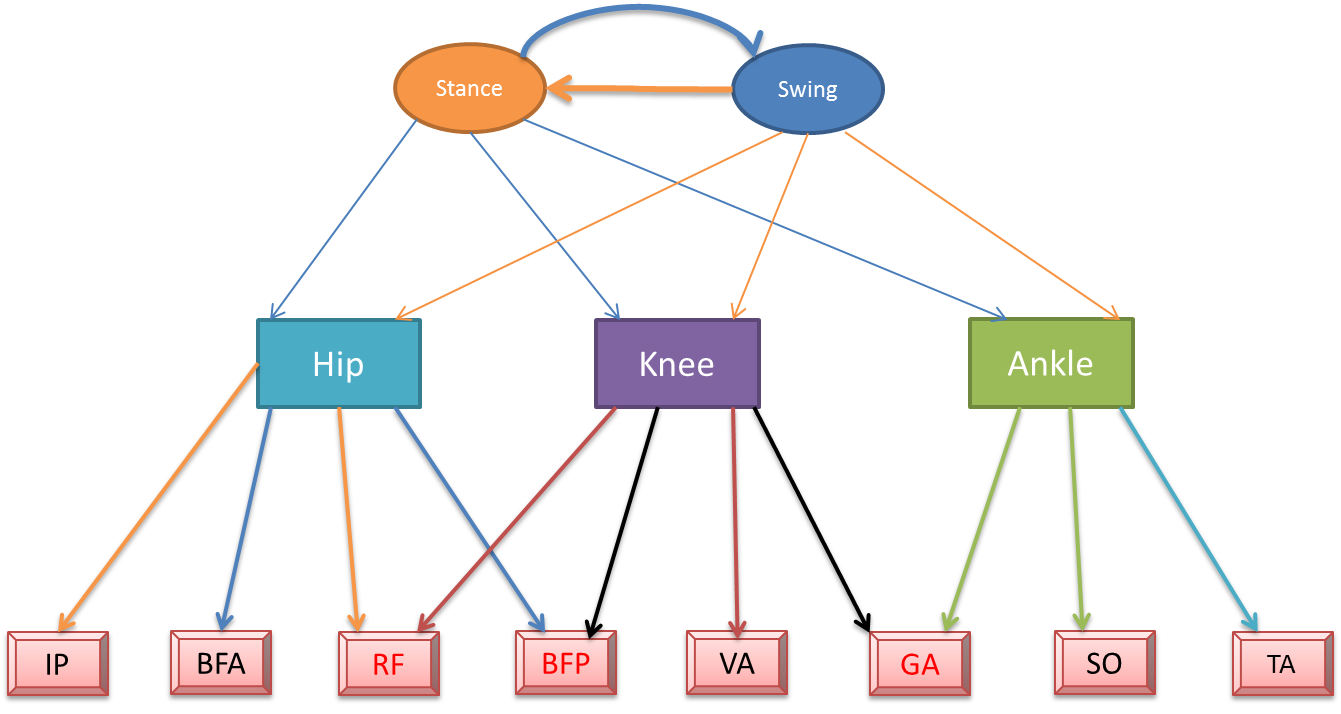 Stance
Swing
Hip
Knee
Ankle
IP
BFA
RF
BFP
VA
GA
SO
TA